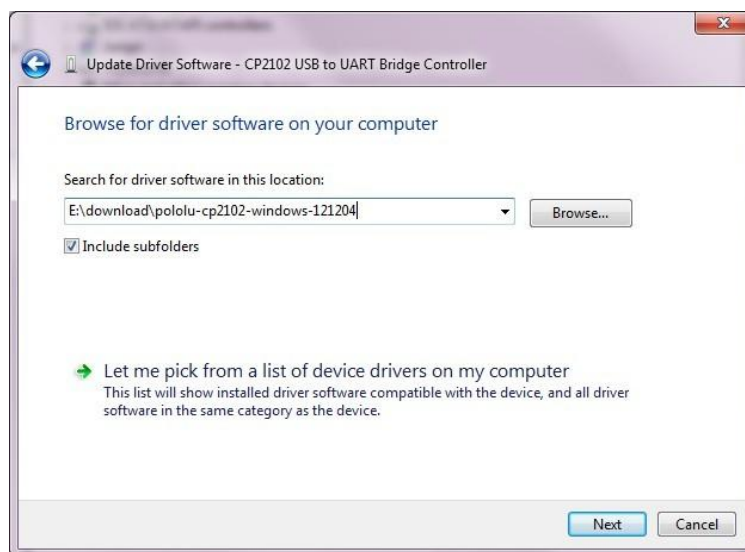 Update Driver Software - CP2102 USB to UART Bridge Controller
Browse for driver software on your computer
Search for driver software in this location:
E:\download\pololu-cp2102-windows-121204
Browse...
Include subfolders
Let me pick from a list of device drivers on my computer
This list will show installed driver software compatible with the device, and all driver
software in the same category as the device.
Next
Cancel